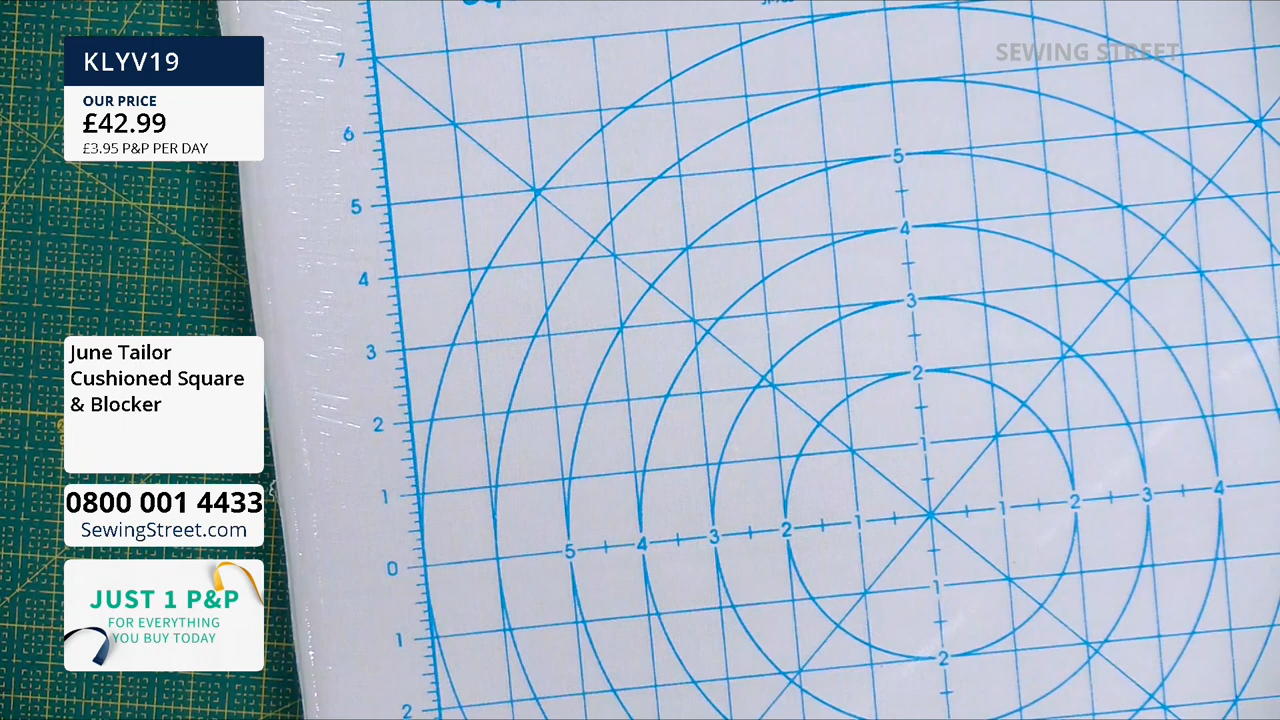 KLYV19
OUR PRICE
£42.99
£3.95 P&P PER DAY
June Tailor
Cushioned Square
& Blocker
0800 001 4433
SewingStreet.com
JUST 1 P&P
FOR EVERYTHING
YOU BUY TODAY
SEWING STREET
7
6
5
4
3
2
1
0
1
2
5
4
3
2
1
1
2
5 4 3 2 1 1 2 3 4